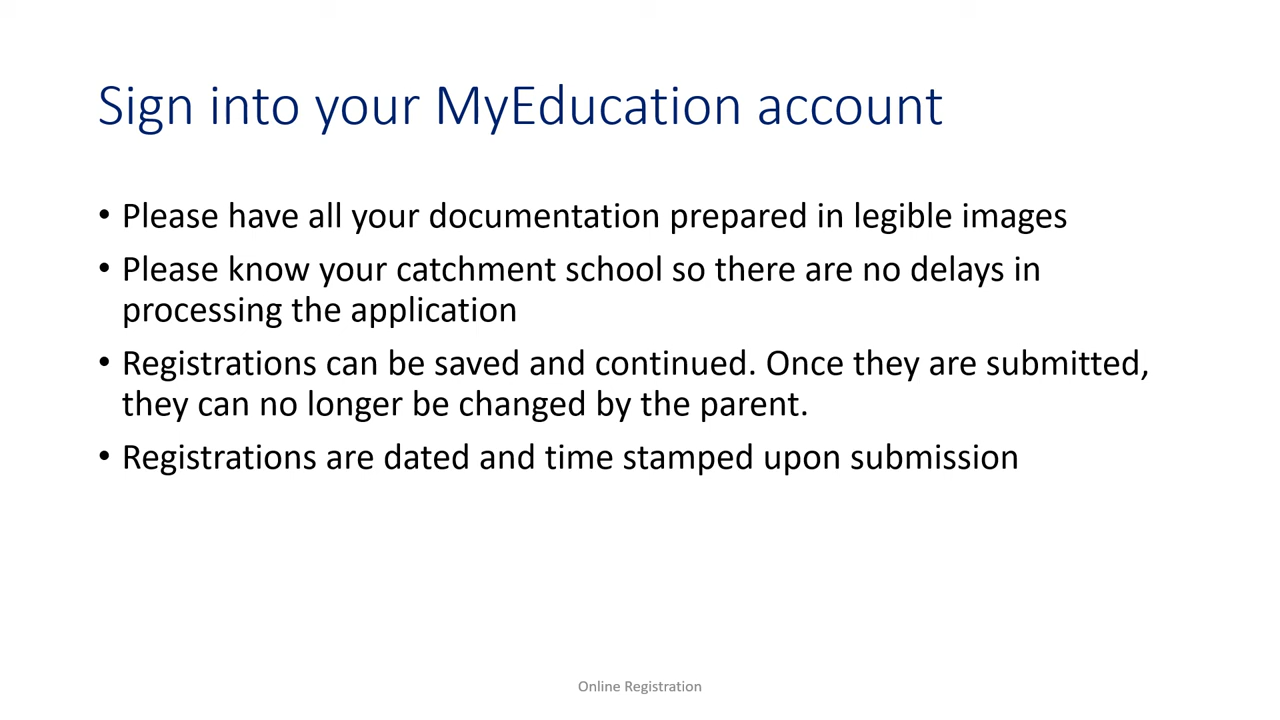 Sign into your MyEducation account
• Please have all your documentation prepared in legible images
• Please know your catchment school so there are no delays in
processing the application
• Registrations can be saved and continued. Once they are submitted,
they can no longer be changed by the parent.
• Registrations are dated and time stamped upon submission
Online Registration